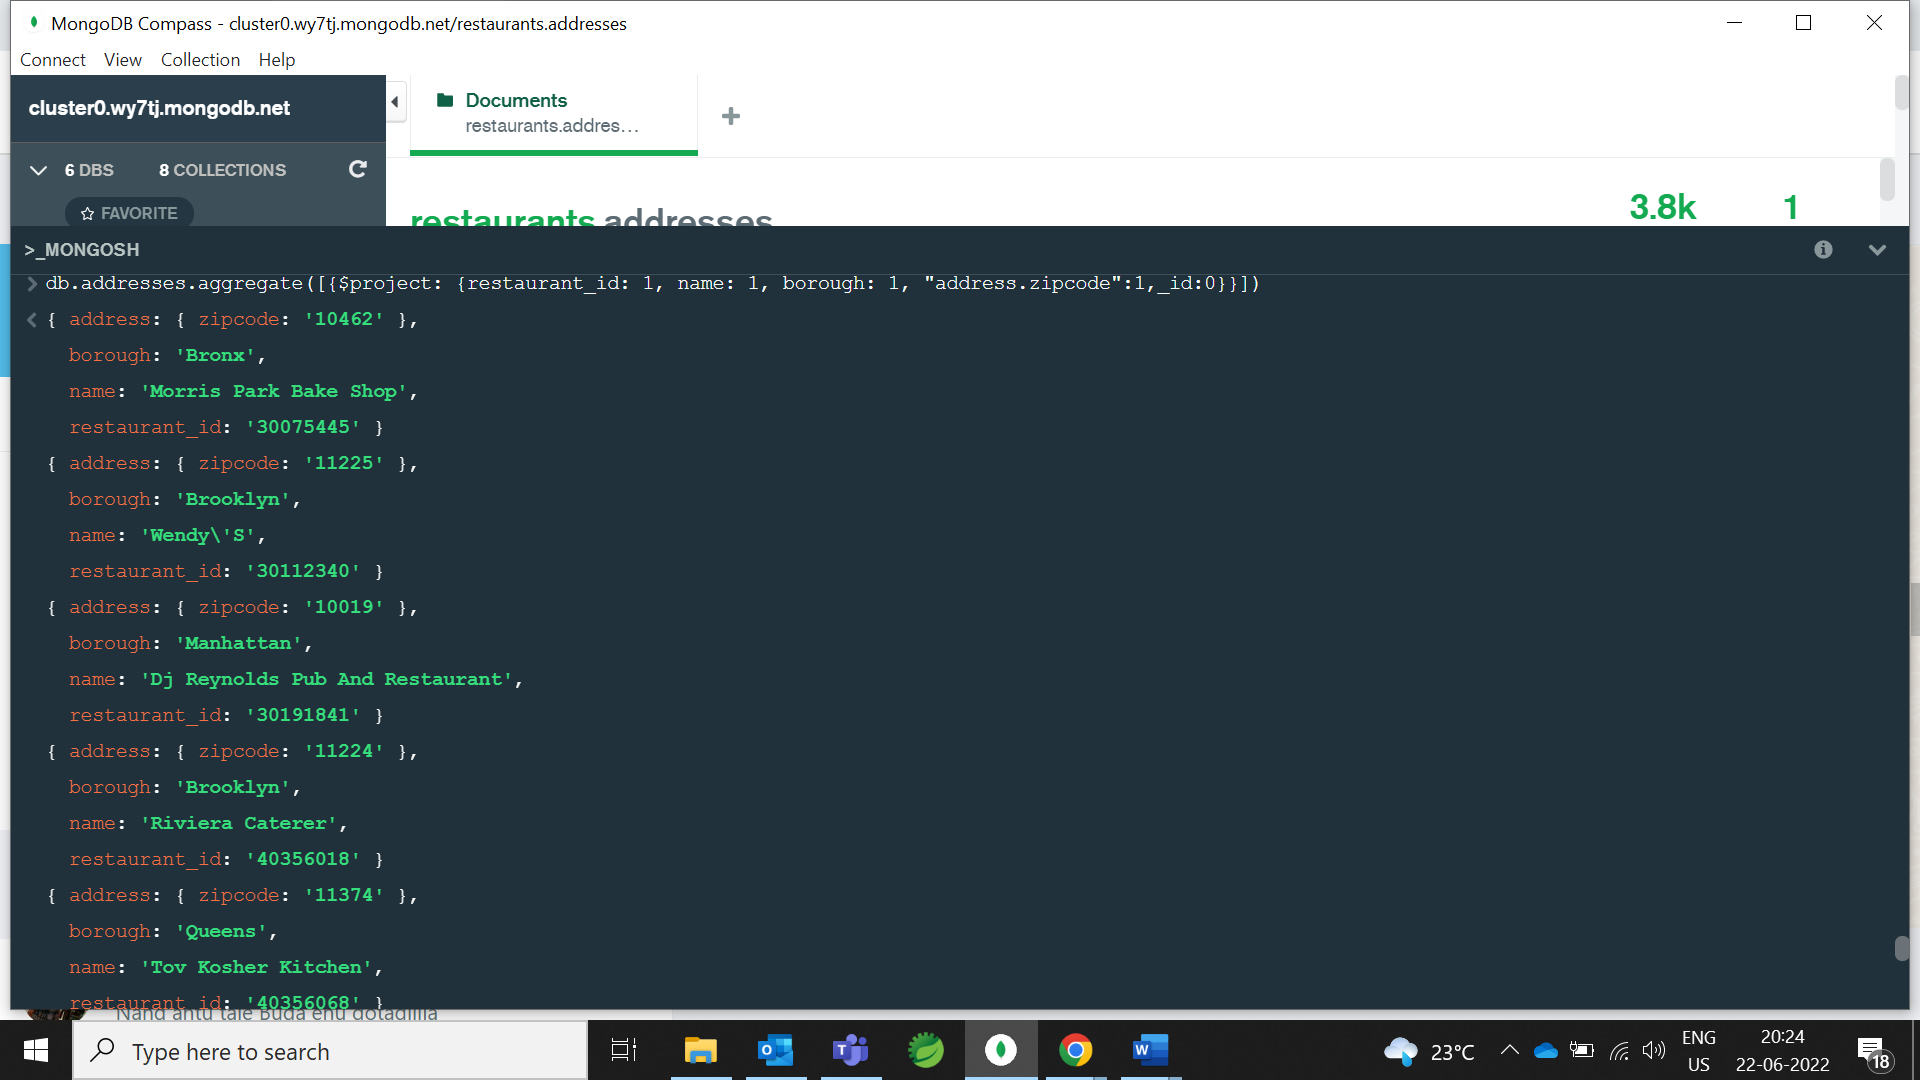 MongoDB Compass - cluster0.wy7tj.mongodb.net/restaurants.addresses
Connect View Collection Help
cluster0.wy7tj.mongodb.net
Documents
restaurants.addres...
6 DBS 8 COLLECTIONS
FAVORITE
restaurants.addresses
3.8k 1
>_MONGOSH
db.addresses.aggregate([{$project: {restaurant_id: 1, name: 1, borough: 1, "address.zipcode":1,_id:0}}])
{ address: { zipcode: '10462' },
borough: 'Bronx',
name: 'Morris Park Bake Shop',
restaurant_id: '30075445' }
{ address: { zipcode: '11225' },
borough: 'Brooklyn',
name: 'Wendy\'S',
restaurant_id: '30112340' }
{ address: { zipcode: '10019' },
borough: 'Manhattan',
name: 'Dj Reynolds Pub And Restaurant',
restaurant_id: '30191841' }
{ address: { zipcode: '11224' },
borough: 'Brooklyn',
name: 'Riviera Caterer',
restaurant_id: '40356018' }
{ address: { zipcode: '11374' },
borough: 'Queens',
name: 'Tov Kosher Kitchen',
restaurant_id: '40356068' }
Type here to search
23°C
ENG
US
20:24
22-06-2022
18